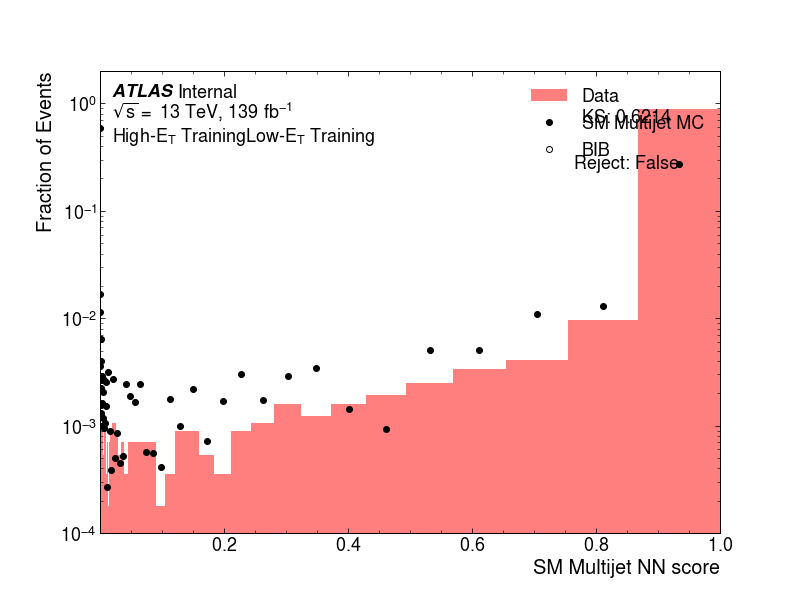 ATLAS Internal
√s = 13 TeV, 139 fb⁻¹
High-E_T TrainingLow-E_T Training
Data
KS: 0.6214
SM Multijet MC
BIB
Reject: False
Fraction of Events
10⁰
10⁻¹
10⁻²
10⁻³
10⁻⁴
0.2 0.4 0.6 0.8 1.0
SM Multijet NN score